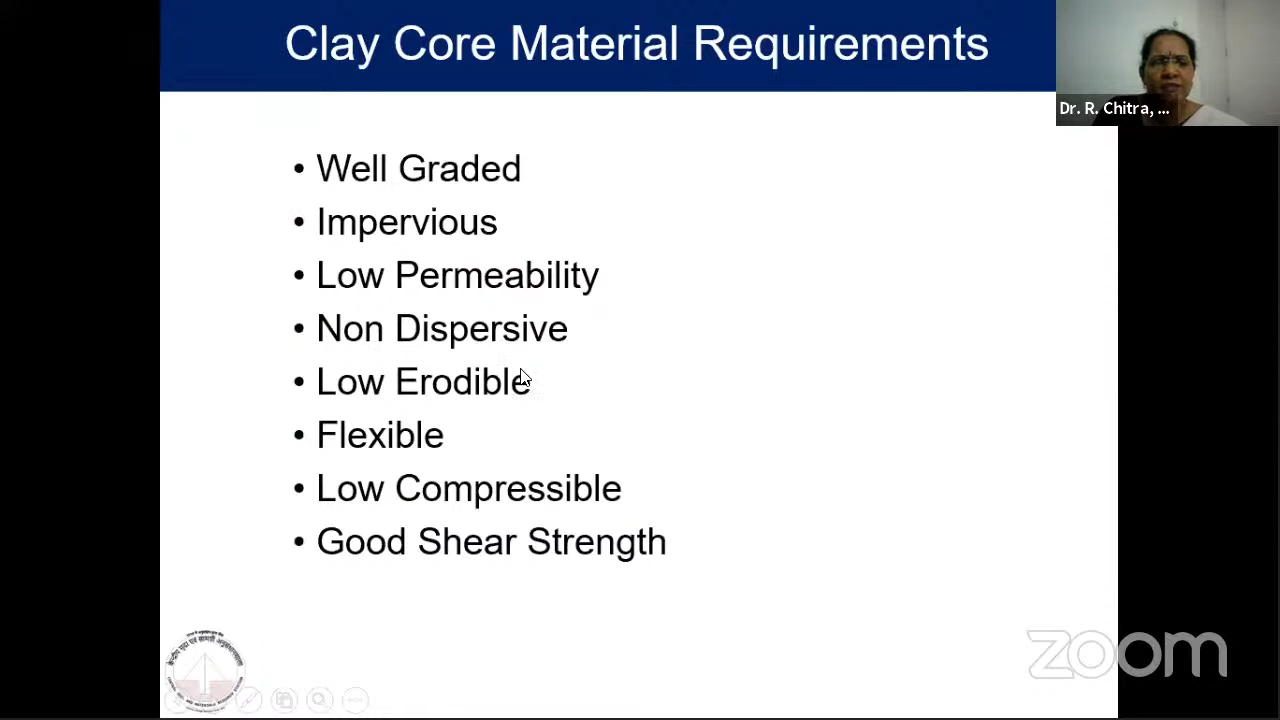 Clay Core Material Requirements
Dr. R. Chitra, ...
• Well Graded
• Impervious
• Low Permeability
• Non Dispersive
• Low Erodible
• Flexible
• Low Compressible
• Good Shear Strength
zoom